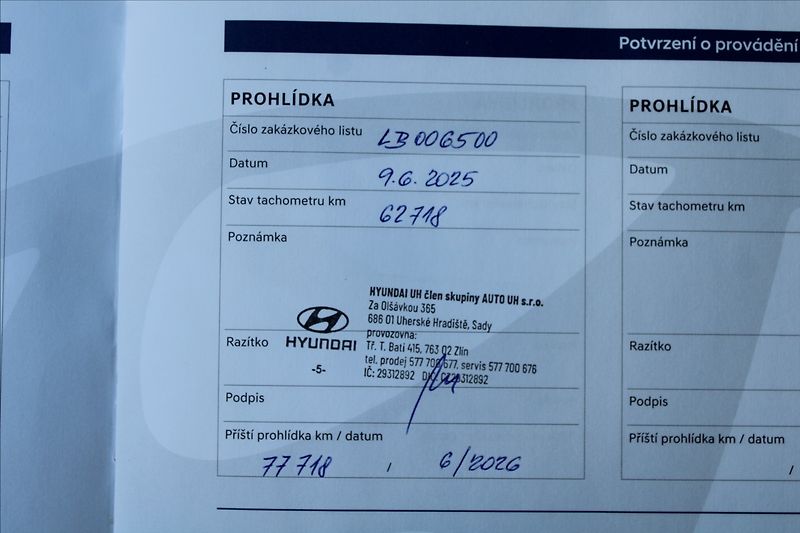 Potvrzení o provádění
PROHLÍDKA
Číslo zakázkového listu LB006500
Datum 9.6. 2025
Stav tachometru km 62718
Poznámka
HYUNDAI UH člen skupiny AUTO UH s.r.o.
Za Olšávkou 365
686 01 Uherské Hradiště, Sady
provozovna:
Razítko HYUNDAI Tř. T. Bati 415, 763 02 Zlín
tel. prodej 577 700 677, servis 577 700 676
-5- IČ: 29312892
Podpis
Příští prohlídka km / datum
77 718 / 6/2026
PROHLÍDKA
Číslo zakázkového listu
Datum
Stav tachometru km
Poznámka
Razítko
Podpis
Příští prohlídka km / datum
/